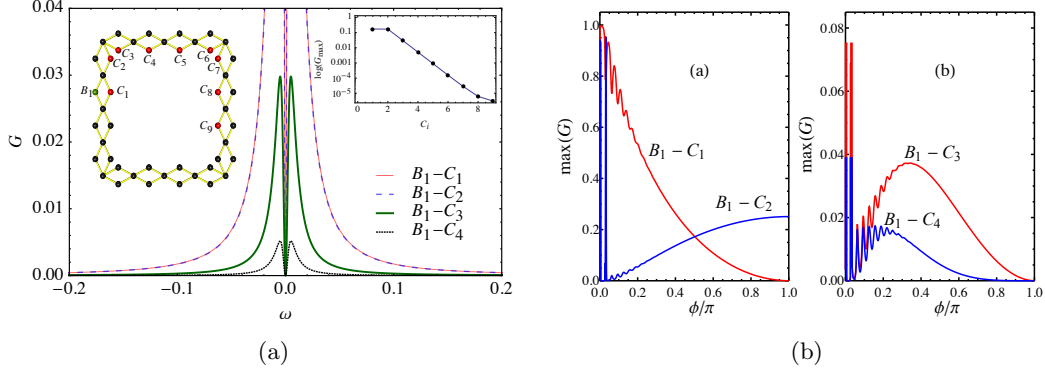 (a)
0.04
0.03
0.02
0.01
0.00
G
−0.2
−0.1
0.0
0.1
0.2
ω
B₁
C₁
C₂
C₃
C₄
C₅
C₆
C₇
C₈
C₉
B₁−C₁
B₁−C₂
B₁−C₃
B₁−C₄
log(Gmax)
1
0.1
0.01
0.001
10⁻⁴
10⁻⁵
0 2 4 6 8
Cᵢ
(a)
max(G)
1.0
0.8
0.6
0.4
0.2
0.0
(a)
B₁ − C₁
B₁ − C₂
0.0 0.2 0.4 0.6 0.8 1.0
ϕ/π
max(G)
0.08
0.06
0.04
0.02
0.00
(b)
B₁ − C₃
B₁ − C₄
0.0 0.2 0.4 0.6 0.8 1.0
ϕ/π
(b)